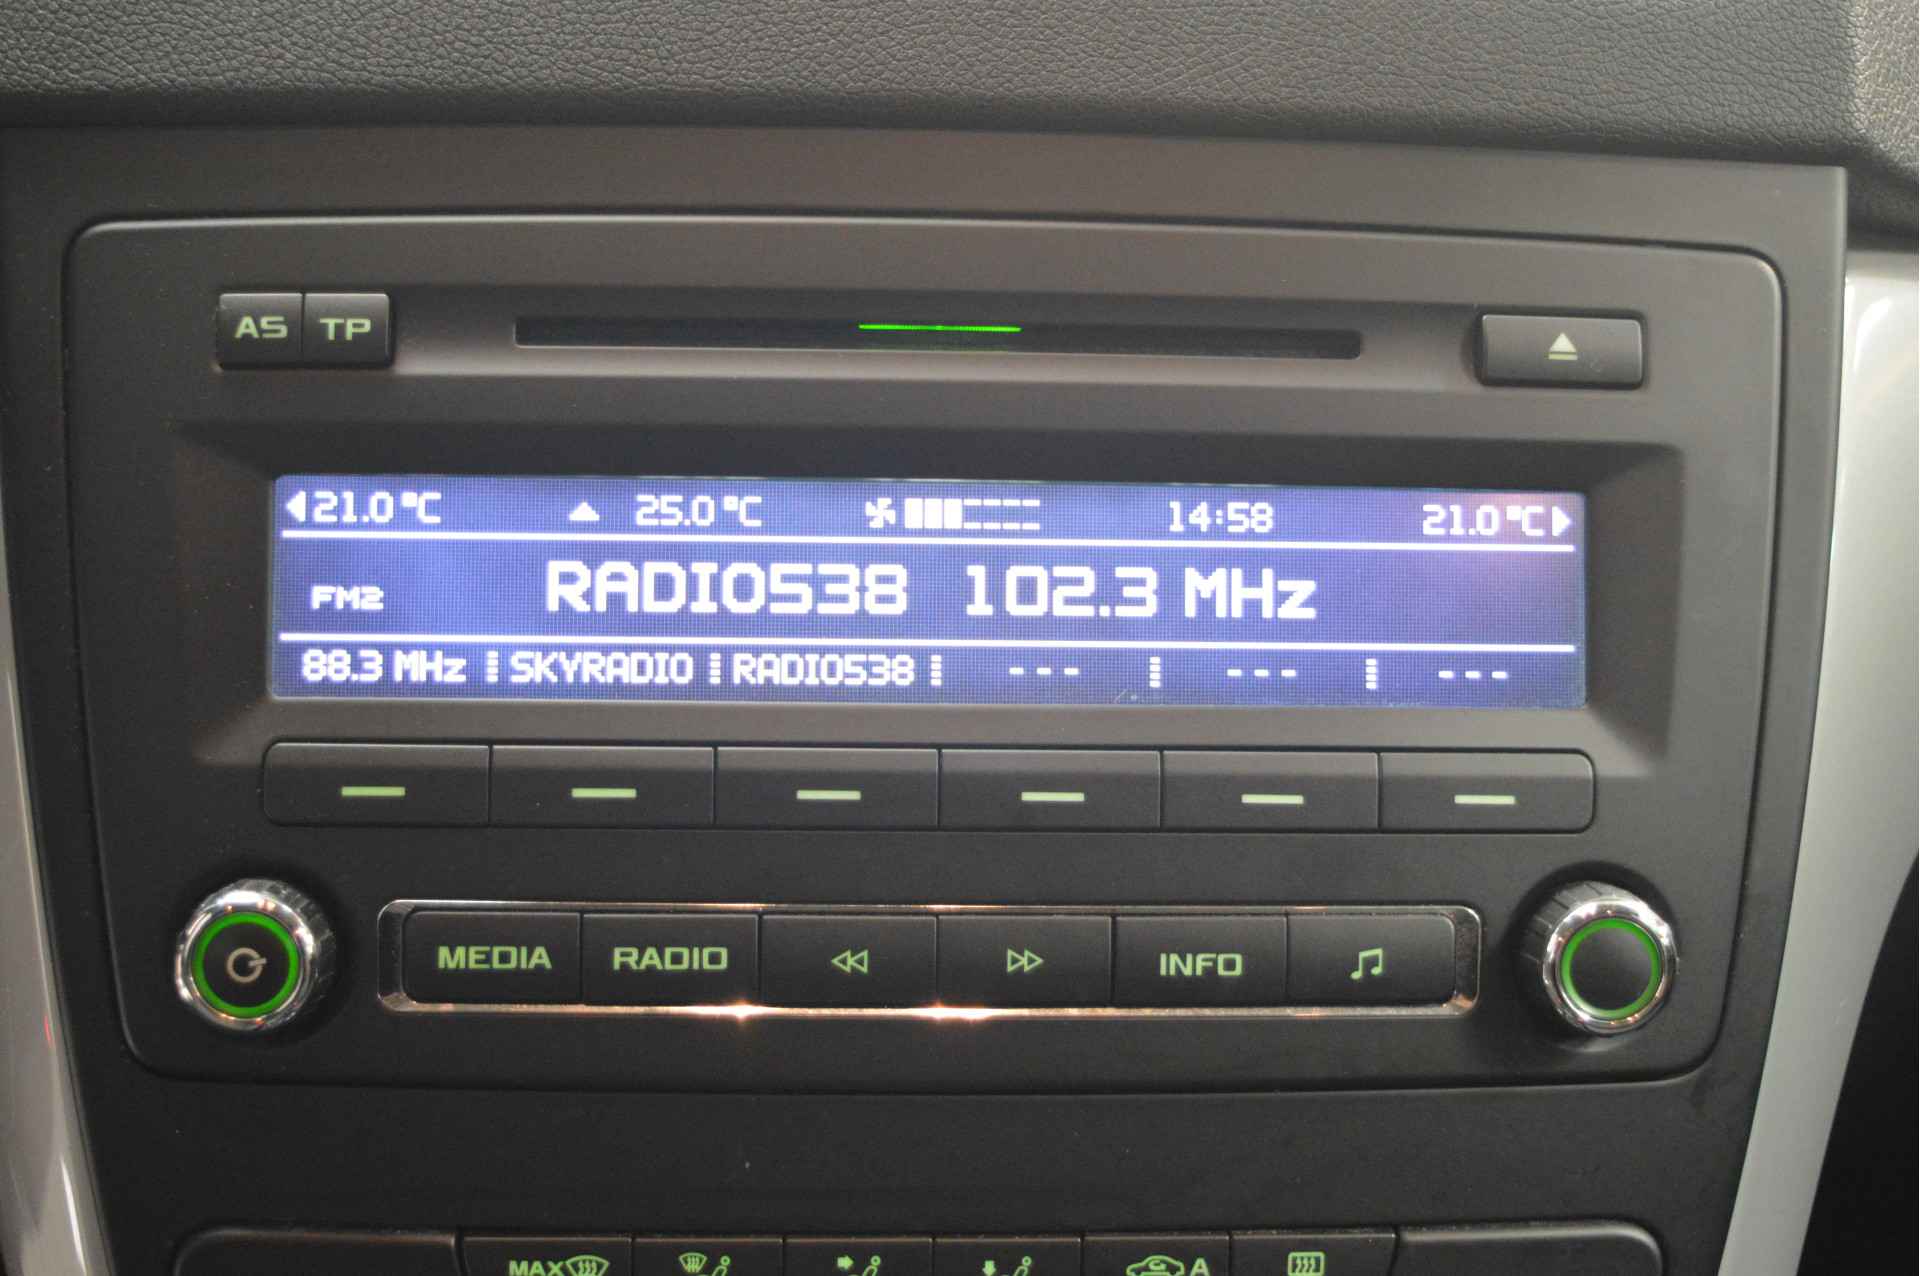 AS TP
21.0 °C 25.0 °C 14:58 21.0 °C
FM2 RADIO538 102.3 MHz
88.3 MHz SKYRADIO RADIO538 --- --- ---
MEDIA RADIO INFO
MAX A